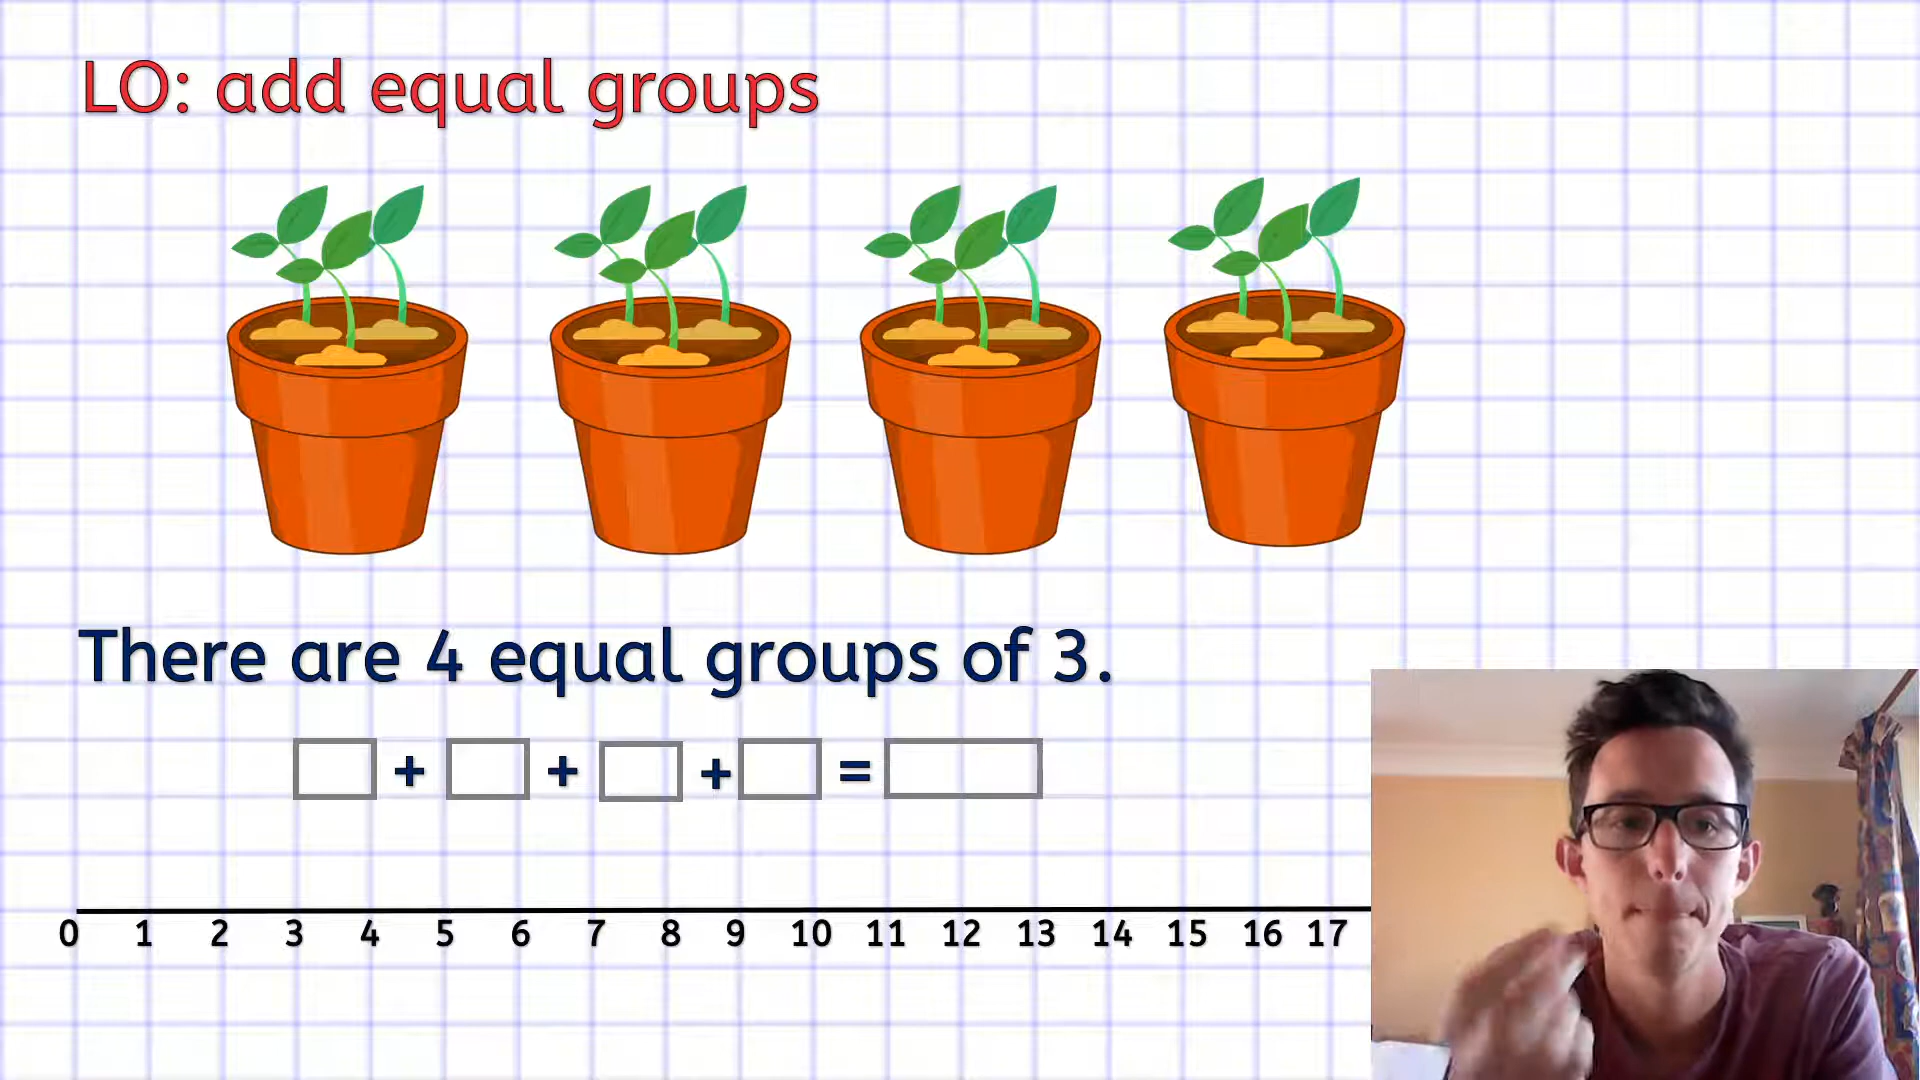 LO: add equal groups
There are 4 equal groups of 3.
+ + + =
0 1 2 3 4 5 6 7 8 9 10 11 12 13 14 15 16 17